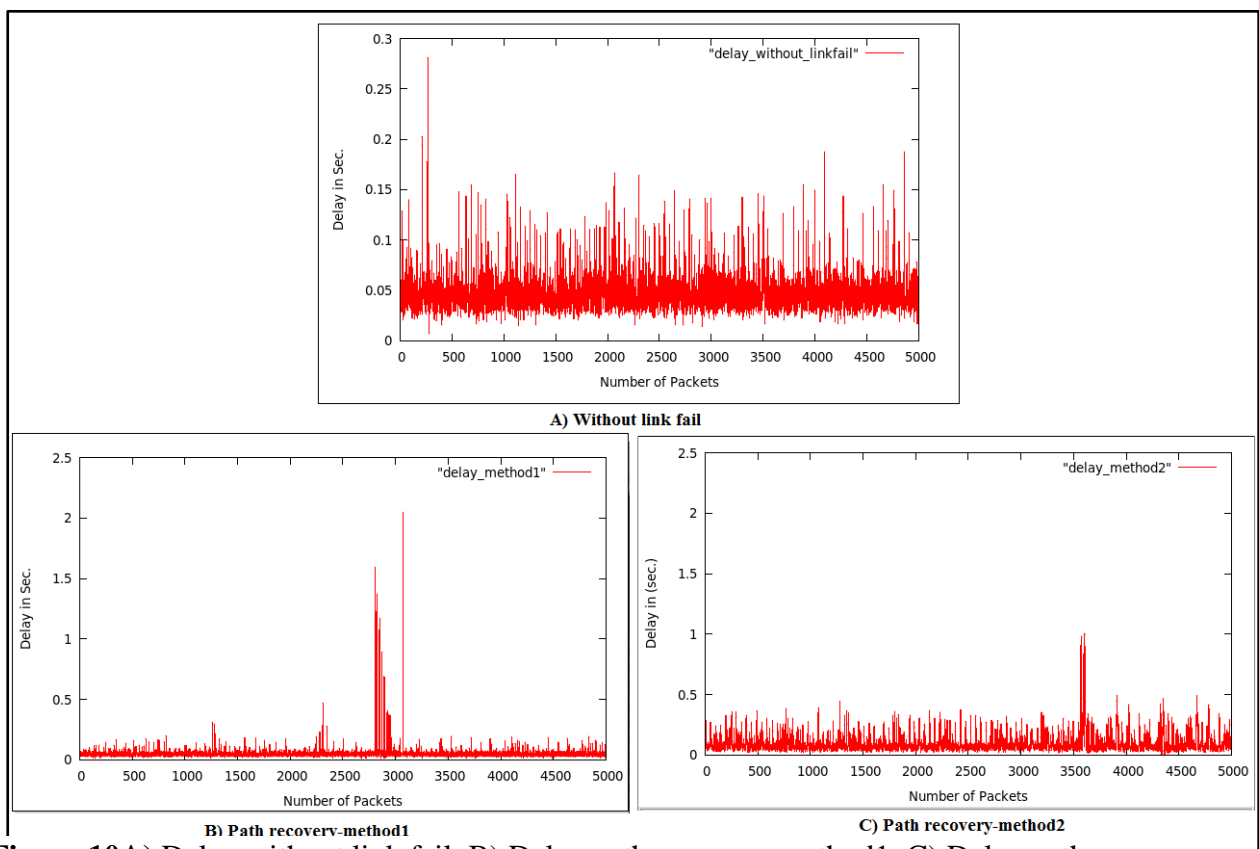 0.3
"delay_without_linkfail"
0.25
0.2
0.15
0.1
0.05
0
Delay in Sec.
0 500 1000 1500 2000 2500 3000 3500 4000 4500 5000
Number of Packets
A) Without link fail
2.5
"delay_method1"
2
1.5
1
0.5
0
Delay in Sec.
0 500 1000 1500 2000 2500 3000 3500 4000 4500 5000
Number of Packets
B) Path recovery-method1
2.5
"delay_method2"
2
1.5
1
0.5
0
Delay in (sec.)
0 500 1000 1500 2000 2500 3000 3500 4000 4500 5000
Number of Packets
C) Path recovery-method2